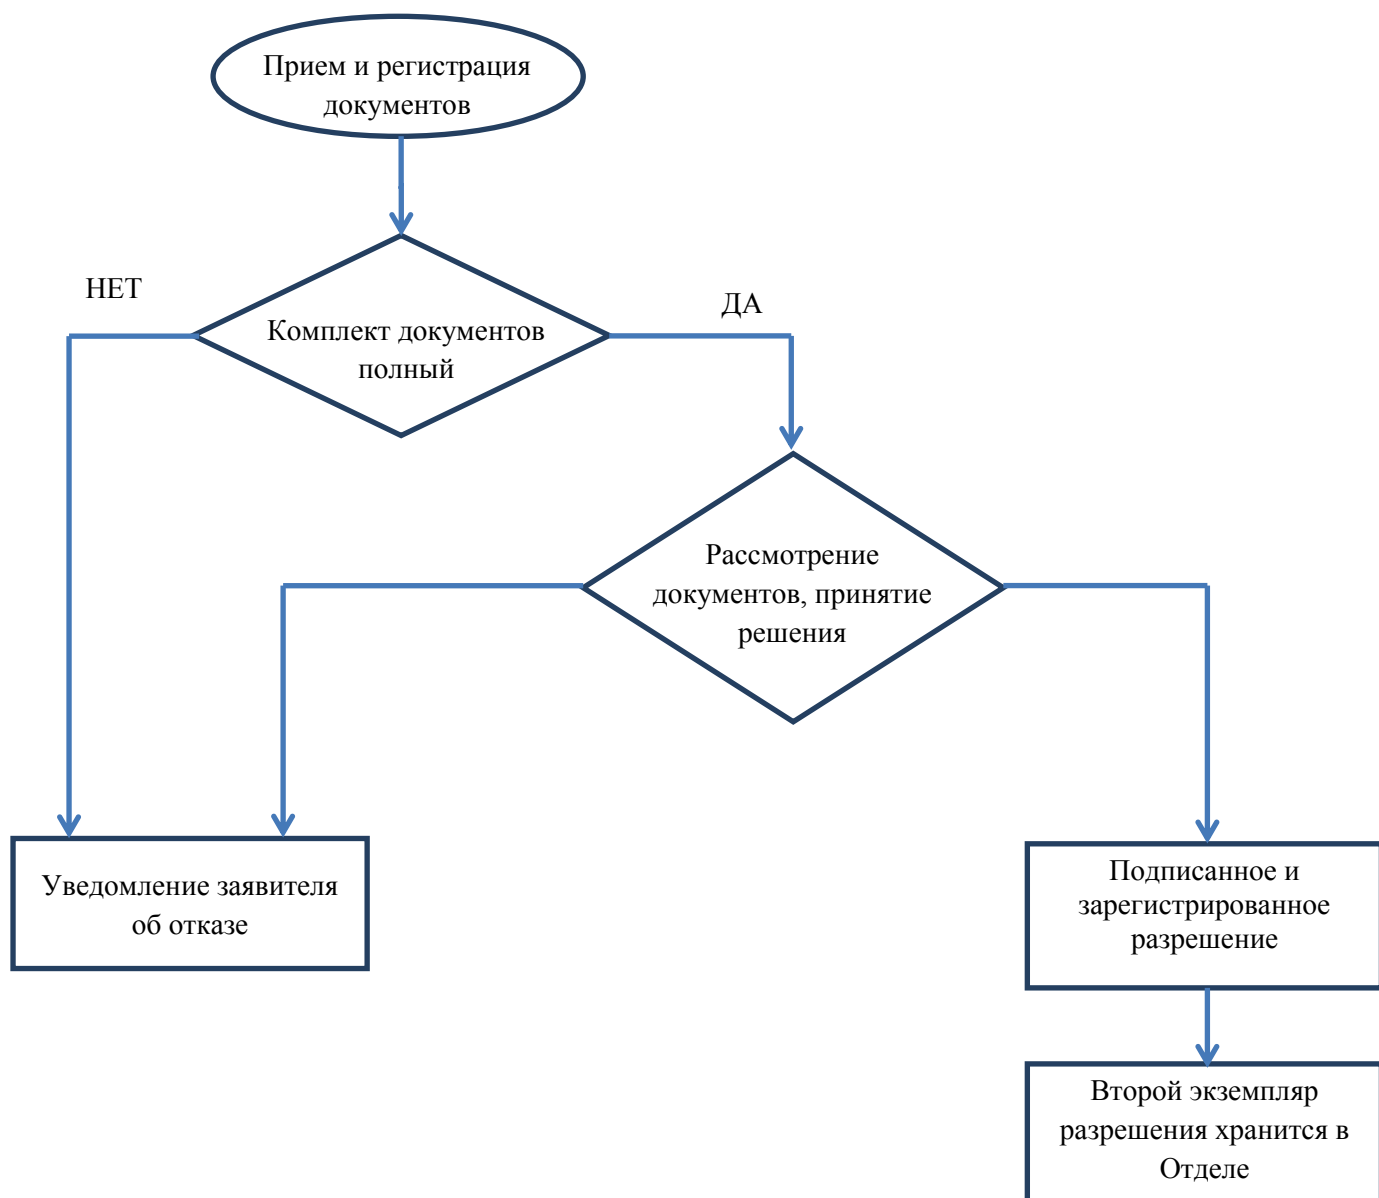 Прием и регистрация
документов
НЕТ
ДА
Комплект документов
полный
Рассмотрение
документов, принятие
решения
Уведомление заявителя
об отказе
Подписанное и
зарегистрированное
разрешение
Второй экземпляр
разрешения хранится в
Отделе